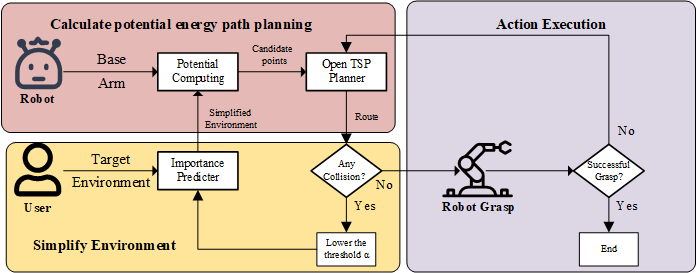 Calculate potential energy path planning
Action Execution
Robot
Base
Arm
Potential
Computing
Candidate
points
Open TSP
Planner
Simplified
Environment
Route
No
User
Target
Environment
Importance
Predicter
Any
Collision?
No
Yes
Robot Grasp
Successful
Grasp?
Yes
Simplify Environment
Lower the
threshold α
End